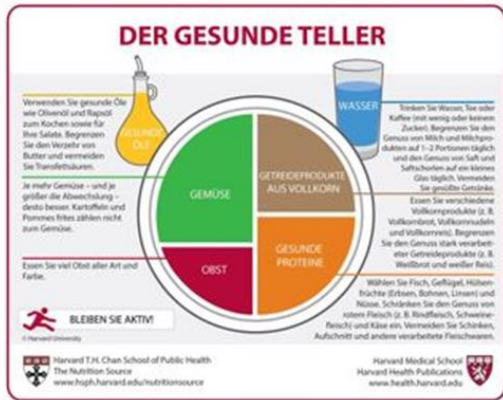 DER GESUNDE TELLER
Verwenden Sie gesunde Öle
wie Olivenöl und Rapsöl
zum Kochen sowie für
Ihre Salate. Begrenzen
Sie den Verzehr von
Butter und vermeiden
Sie Transfettsäuren.
GESUNDE
ÖLE
Je mehr Gemüse – und je
größer die Abwechslung –
desto besser. Kartoffeln und
Pommes frites zählen nicht
zum Gemüse.
Essen Sie viel Obst aller Art und
Farbe.
GEMÜSE
OBST
GETREIDEPRODUKTE
AUS VOLLKORN
GESUNDE
PROTEINE
WASSER
Trinken Sie Wasser, Tee oder
Kaffee (mit wenig oder keinem
Zucker). Begrenzen Sie den
Genuss von Milch und Milchpro-
dukten auf 1–2 Portionen täglich
und den Genuss von Saft und
Saftschorlen auf ein kleines
Glas täglich. Vermeiden
Sie gesüßte Getränke.
Essen Sie verschiedene
Vollkornprodukte (z. B.
Vollkornbrot, Vollkornnudeln
und Vollkornreis). Begrenzen
Sie den Genuss stark verarbeit-
eter Getreideprodukte (z. B.
Weißbrot und weißer Reis).
Wählen Sie Fisch, Geflügel, Hülsen-
früchte (Erbsen, Bohnen, Linsen) und
Nüsse. Schränken Sie den Genuss von
rotem Fleisch (z. B. Rindfleisch, Schweine-
fleisch) und Käse ein. Vermeiden Sie Schinken,
Aufschnitt und andere verarbeitete Fleischwaren.
BLEIBEN SIE AKTIV!
© Harvard University
Harvard T.H. Chan School of Public Health
The Nutrition Source
www.hsph.harvard.edu/nutritionsource
Harvard Medical School
Harvard Health Publications
www.health.harvard.edu